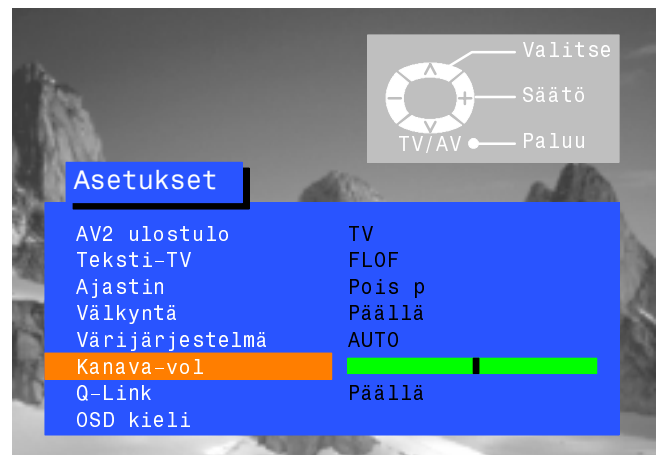 Valitse
Säätö
TV/AV Paluu
Asetukset
AV2 ulostulo TV
Teksti-TV FLOF
Ajastin Pois p
Välkyntä Päällä
Värijärjestelmä AUTO
Kanava-vol
Q-Link Päällä
OSD kieli